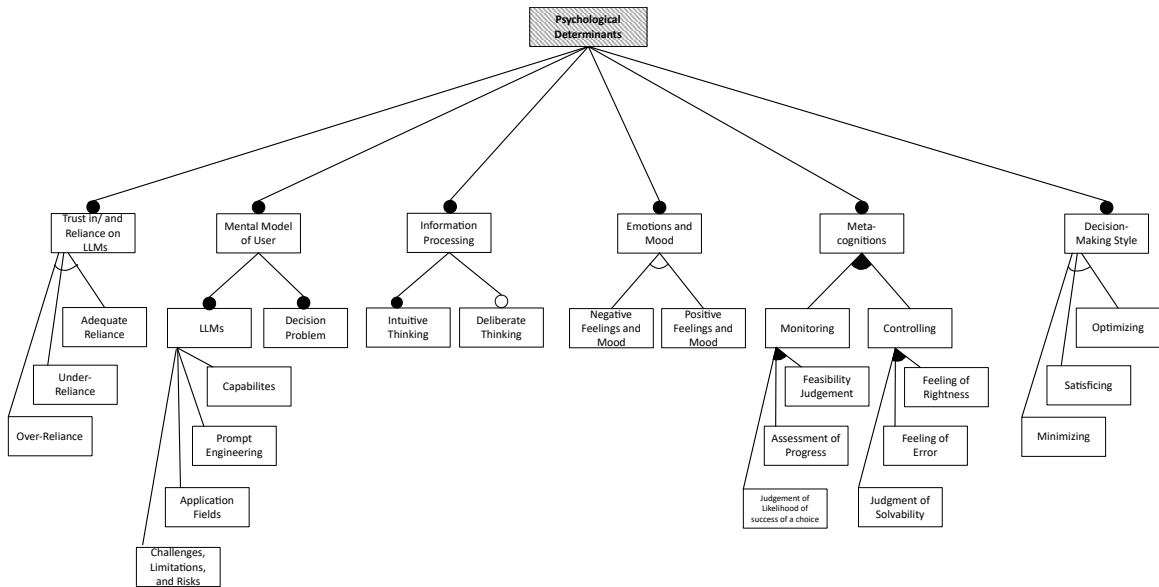 Psychological
Determinants
Trust in/ and
Reliance on
LLMs
Mental Model
of User
Information
Processing
Emotions and
Mood
Meta-
cognitions
Decision-
Making Style
Adequate
Reliance
Under-
Reliance
Over-Reliance
LLMs
Decision
Problem
Capabilites
Prompt
Engineering
Application
Fields
Challenges,
Limitations,
and Risks
Intuitive
Thinking
Deliberate
Thinking
Negative
Feelings and
Mood
Positive
Feelings and
Mood
Monitoring
Controlling
Feasibility
Judgement
Assessment of
Progress
Judgement of
Likelihood of
success of a choice
Feeling of
Rightness
Feeling of
Error
Judgment of
Solvability
Optimizing
Satisficing
Minimizing